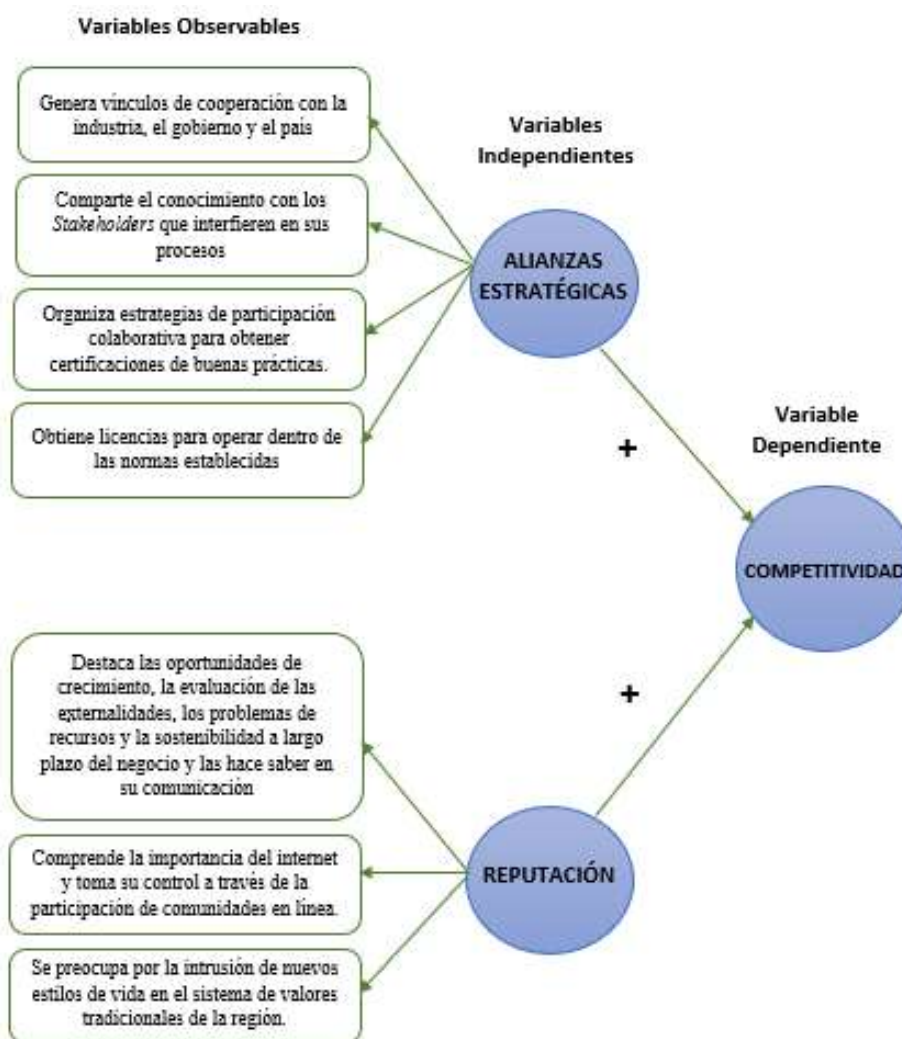 Variables Observables
Genera vínculos de cooperación con la
industria, el gobierno y el país
Comparte el conocimiento con los
Stakeholders que interfieren en sus
procesos
Organiza estrategias de participación
colaborativa para obtener
certificaciones de buenas prácticas.
Obtiene licencias para operar dentro de
las normas establecidas
Variables
Independientes
ALIANZAS
ESTRATÉGICAS
+
Variable
Dependiente
COMPETITIVIDAD
Destaca las oportunidades de
crecimiento, la evaluación de las
externalidades, los problemas de
recursos y la sostenibilidad a largo
plazo del negocio y las hace saber en
su comunicación
Comprende la importancia del internet
y toma su control a través de la
participación de comunidades en línea.
Se preocupa por la intrusión de nuevos
estilos de vida en el sistema de valores
tradicionales de la región.
+
REPUTACIÓN